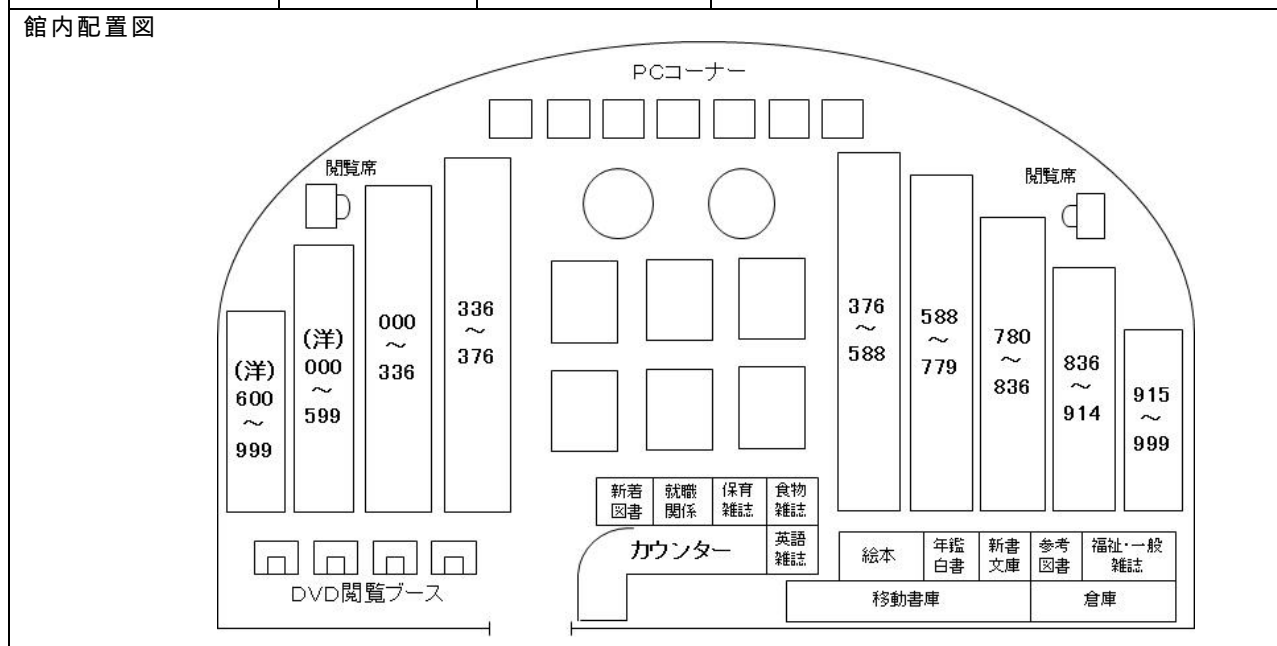 館内配置図
PCコーナー
閲覧席
閲覧席
(洋)
600
～
999
(洋)
000
～
599
000
～
336
336
～
376
376
～
588
588
～
779
780
～
836
836
～
914
915
～
999
新着
図書
就職
関係
保育
雑誌
食物
雑誌
カウンター
英語
雑誌
絵本
年鑑
白書
新書
文庫
参考
図書
福祉・一般
雑誌
移動書庫
倉庫
DVD閲覧ブース